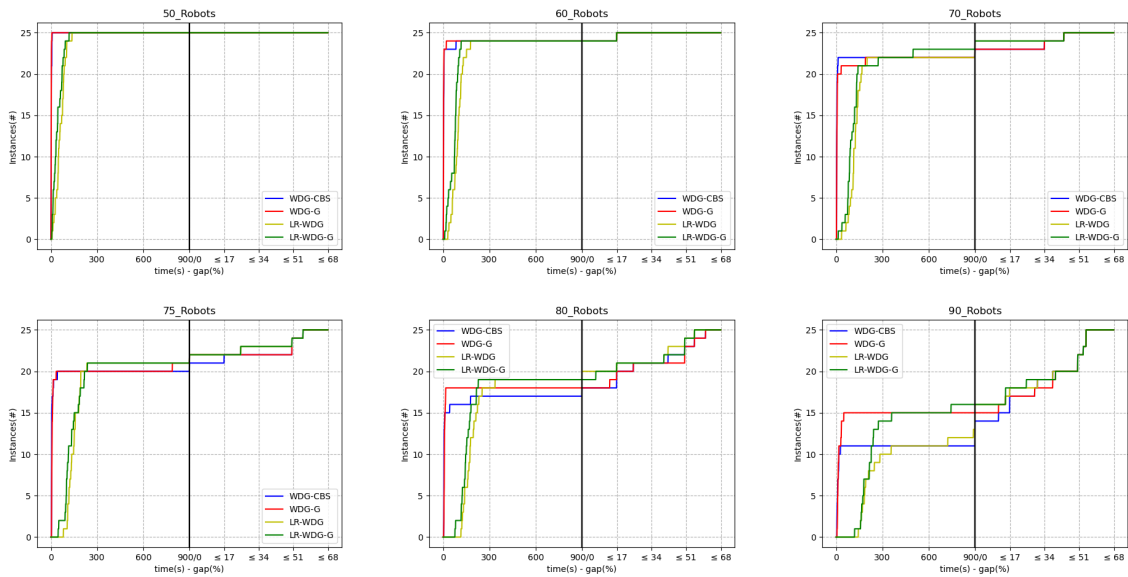 50_Robots
25
20
15
10
5
0
Instances(#)
WDG-CBS
WDG-G
LR-WDG
LR-WDG-G
0 300 600 900/0 ≤ 17 ≤ 34 ≤ 51 ≤ 68
time(s) - gap(%)
60_Robots
25
20
15
10
5
0
Instances(#)
WDG-CBS
WDG-G
LR-WDG
LR-WDG-G
0 300 600 900/0 ≤ 17 ≤ 34 ≤ 51 ≤ 68
time(s) - gap(%)
70_Robots
25
20
15
10
5
0
Instances(#)
WDG-CBS
WDG-G
LR-WDG
LR-WDG-G
0 300 600 900/0 ≤ 17 ≤ 34 ≤ 51 ≤ 68
time(s) - gap(%)
75_Robots
25
20
15
10
5
0
Instances(#)
WDG-CBS
WDG-G
LR-WDG
LR-WDG-G
0 300 600 900/0 ≤ 17 ≤ 34 ≤ 51 ≤ 68
time(s) - gap(%)
80_Robots
25
20
15
10
5
0
Instances(#)
WDG-CBS
WDG-G
LR-WDG
LR-WDG-G
0 300 600 900/0 ≤ 17 ≤ 34 ≤ 51 ≤ 68
time(s) - gap(%)
90_Robots
25
20
15
10
5
0
Instances(#)
WDG-CBS
WDG-G
LR-WDG
LR-WDG-G
0 300 600 900/0 ≤ 17 ≤ 34 ≤ 51 ≤ 68
time(s) - gap(%)